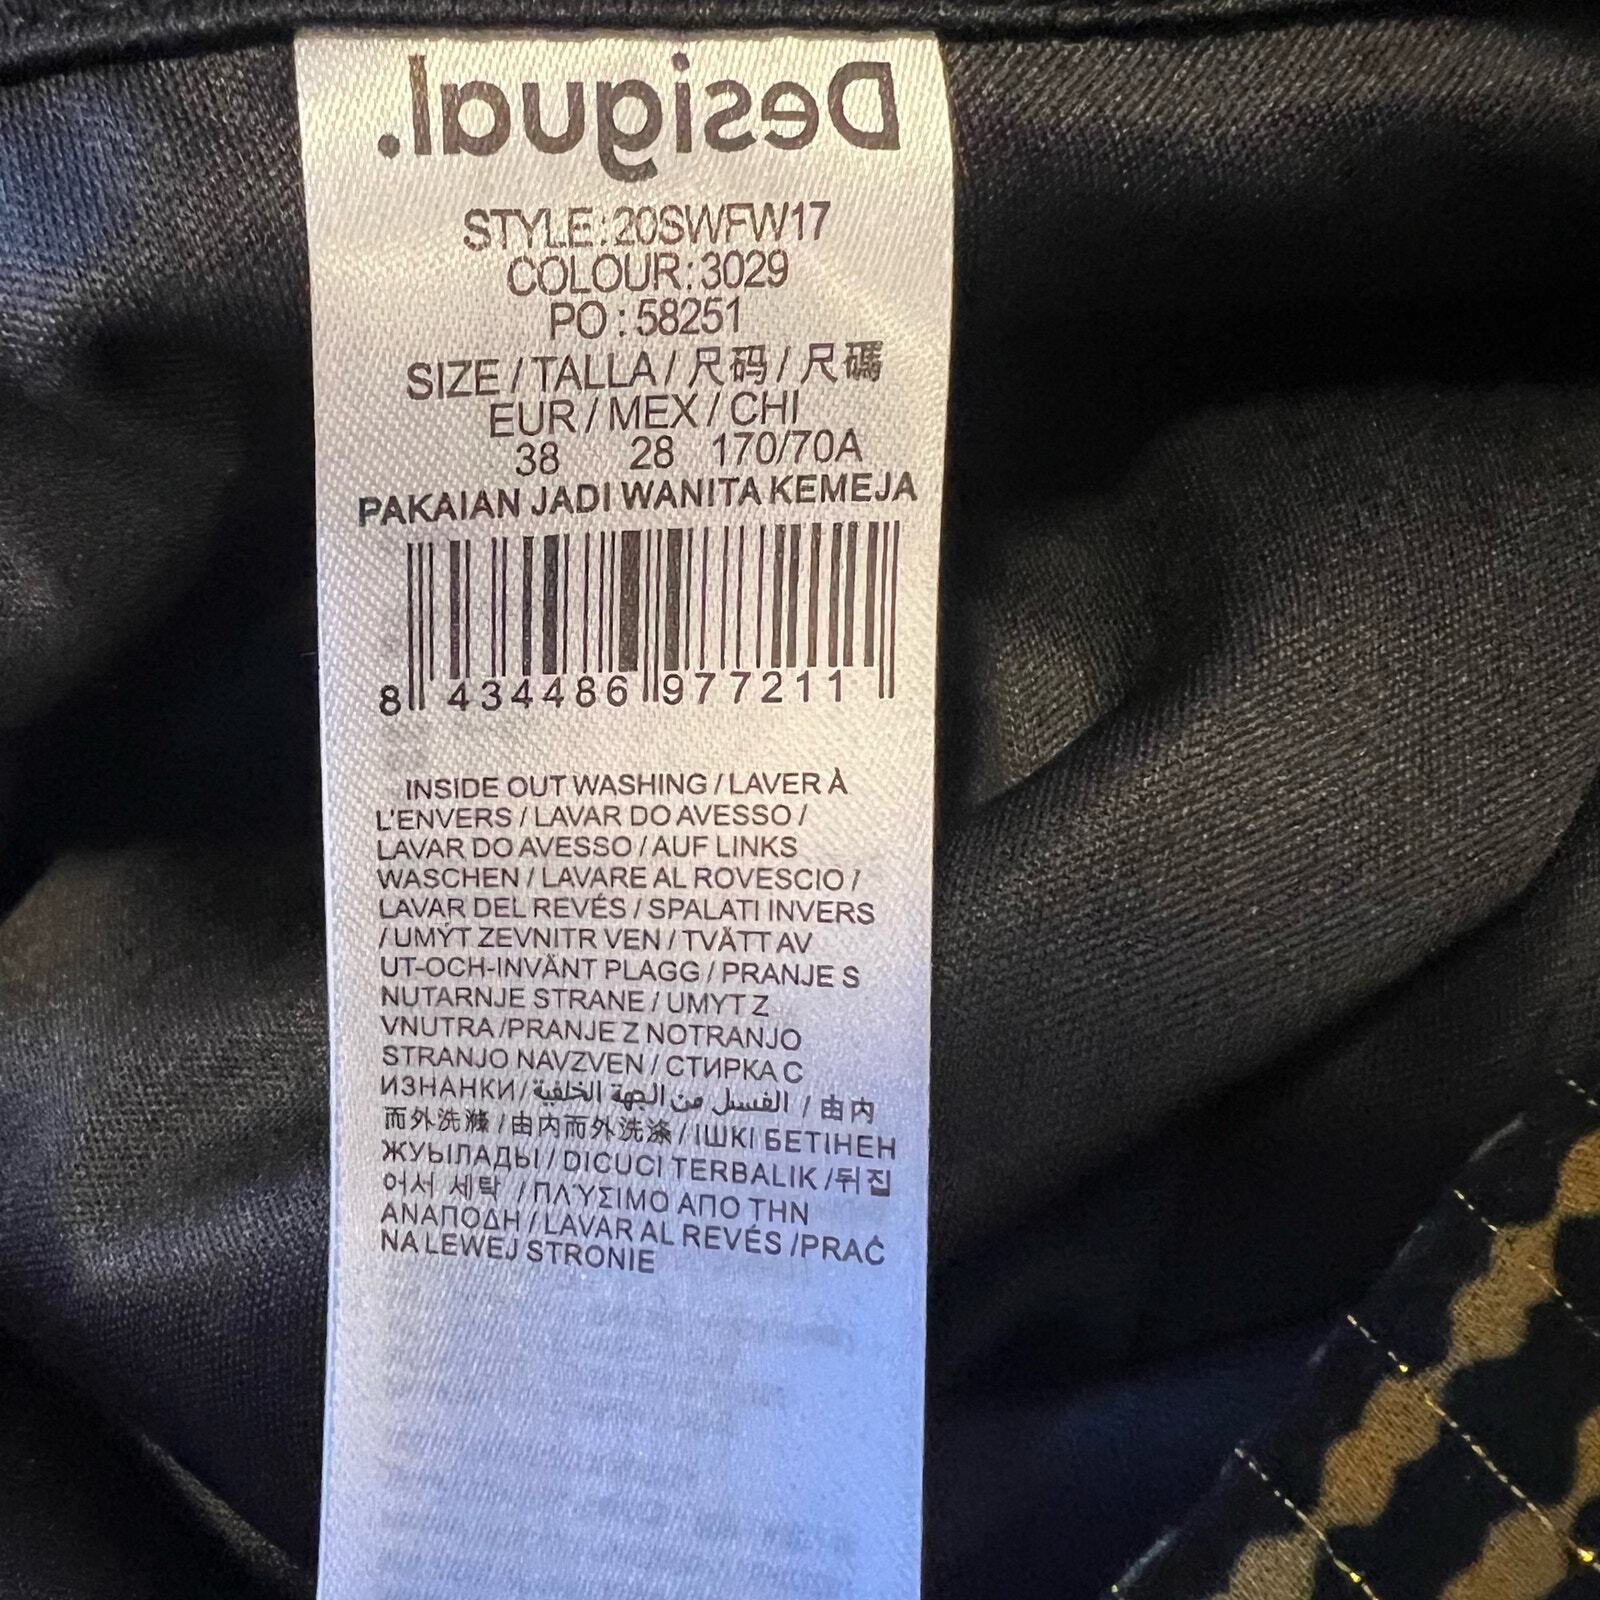 Desigual.
STYLE:20SWFW17
COLOUR:3029
PO:58251
SIZE/TALLA/尺码/尺碼
EUR/MEX/CHI
38 28 170/70A
PAKAIAN JADI WANITA KEMEJA
8 434486 977211
INSIDE OUT WASHING/LAVER À
L'ENVERS/LAVAR DO AVESSO/
LAVAR DO AVESSO/AUF LINKS
WASCHEN/LAVARE AL ROVESCIO/
LAVAR DEL REVÉS/SPALATI INVERS
/UMÝT ZEVNITR VEN/TVÄTT AV
UT-OCH-INVÄNT PLAGG/PRANJE S
NUTARNJE STRANE/UMYT Z
VNUTRA/PRANJE Z NOTRANJO
STRANJO NAVZVEN/СТИРКА С
ИЗНАНКИ/الغسيل من الجهة الخلفية/由内
而外洗滌/由内而外洗涤/ІШКІ БЕТІНЕН
ЖУЫЛАДЫ/DICUCI TERBALIK/뒤집
어서 세탁/ΠΛΎΣΙΜΟ ΑΠΟ ΤΗΝ
ΑΝΑΠΟΔΗ/LAVAR AL REVÉS/PRAĆ
NA LEWEJ STRONIE